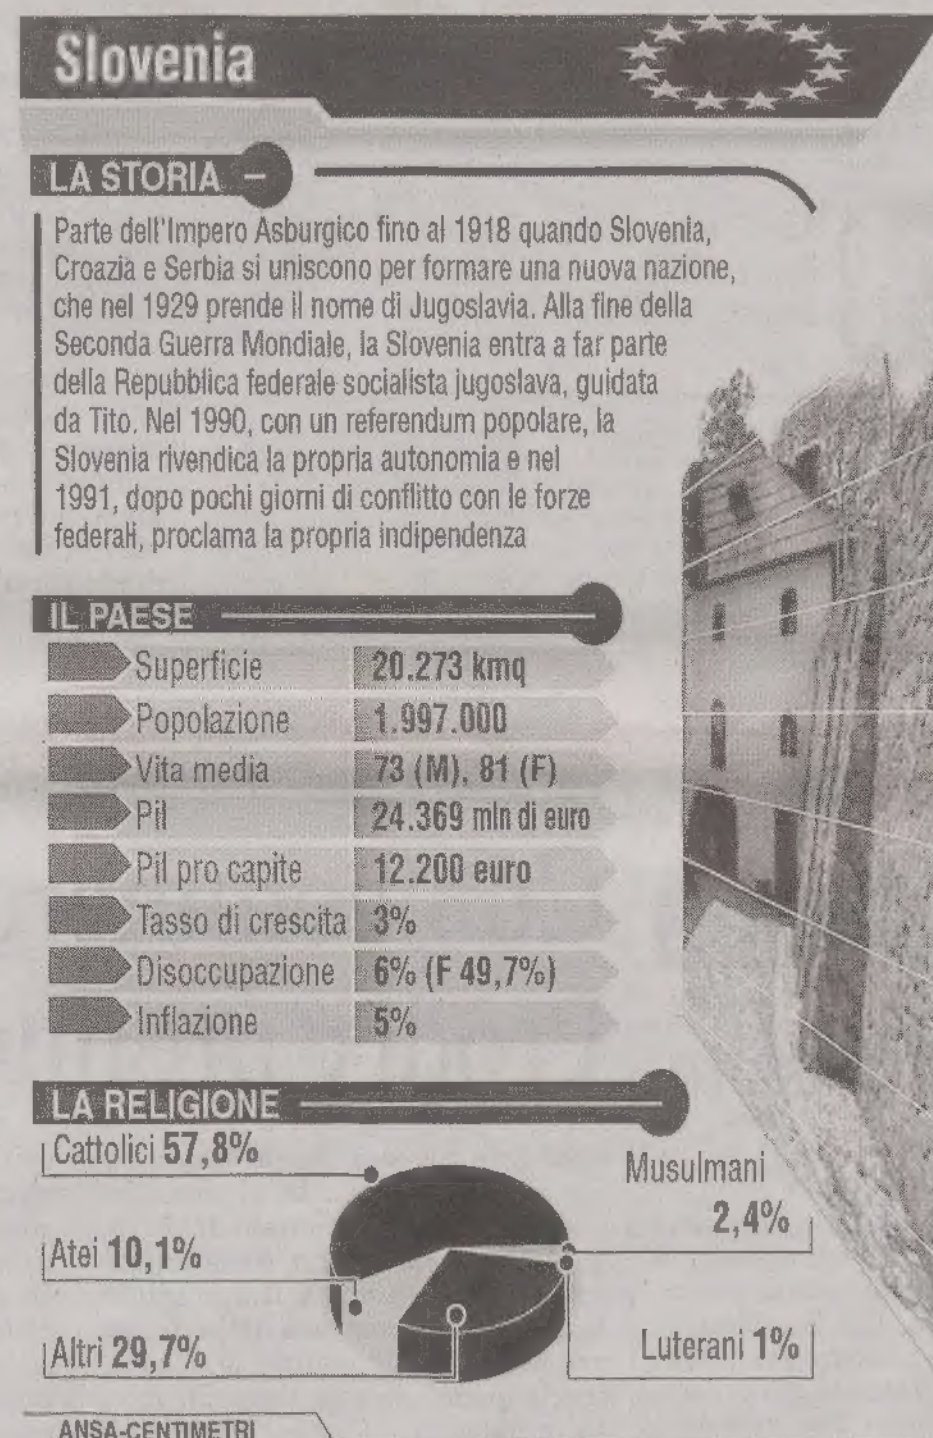 Slovenia
LA STORIA
Parte dell'Impero Asburgico fino al 1918 quando Slovenia,
Croazia e Serbia si uniscono per formare una nuova nazione,
che nel 1929 prende il nome di Jugoslavia. Alla fine della
Seconda Guerra Mondiale, la Slovenia entra a far parte
della Repubblica federale socialista jugoslava, guidata
da Tito. Nel 1990, con un referendum popolare, la
Slovenia rivendica la propria autonomia e nel
1991, dopo pochi giorni di conflitto con le forze
federali, proclama la propria indipendenza
IL PAESE
Superficie 20.273 kmq
Popolazione 1.997.000
Vita media 73 (M), 81 (F)
Pil 24.369 mln di euro
Pil pro capite 12.200 euro
Tasso di crescita 3%
Disoccupazione 6% (F 49,7%)
Inflazione 5%
LA RELIGIONE
Cattolici 57,8%
Musulmani
2,4%
Atei 10,1%
Altri 29,7%
Luterani 1%
ANSA-CENTIMETRI